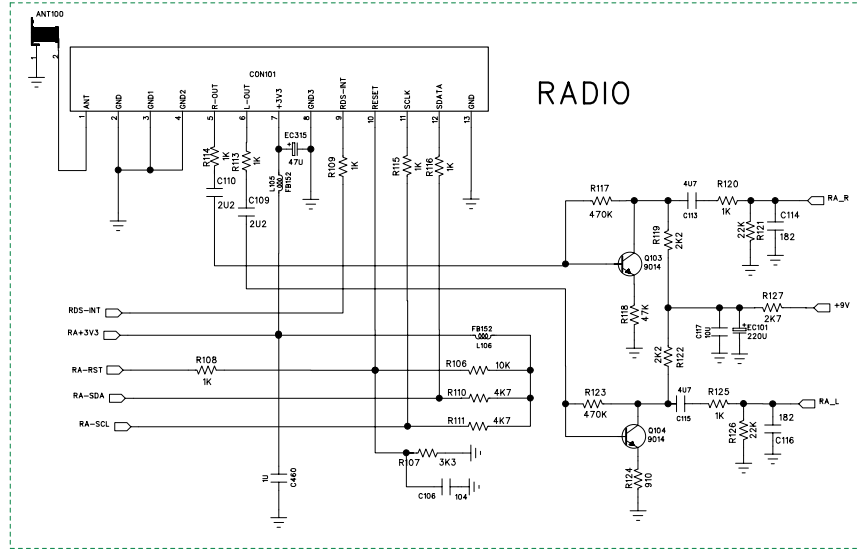 ANT100
1
2
CON101
RADIO
ANT
GND
GND1
GND2
R-OUT
L-OUT
+3V3
GND3
RDS-INT
RESET
SCLK
SDATA
GND
1
2
3
4
5
6
7
8
9
10
11
12
13
R114
1K
R113
1K
EC315
+
47U
L105
FB152
R109
1K
R115
1K
R116
1K
C110
2U2
C109
2U2
R117
470K
4U7
C113
R120
1K
RA_R
22K
R121
C114
182
R119
2K2
Q103
9014
R118
47K
RDS-INT
RA+3V3
FB152
L106
R127
2K7
+9V
C117
10U
+
EC101
220U
2K2
R122
RA-RST
R108
1K
R106
10K
RA-SDA
R110
4K7
RA-SCL
R111
4K7
R123
470K
4U7
C115
R125
1K
RA_L
R126
22K
182
C116
Q104
9014
R124
910
R107
3K3
C106
104
1U
C460